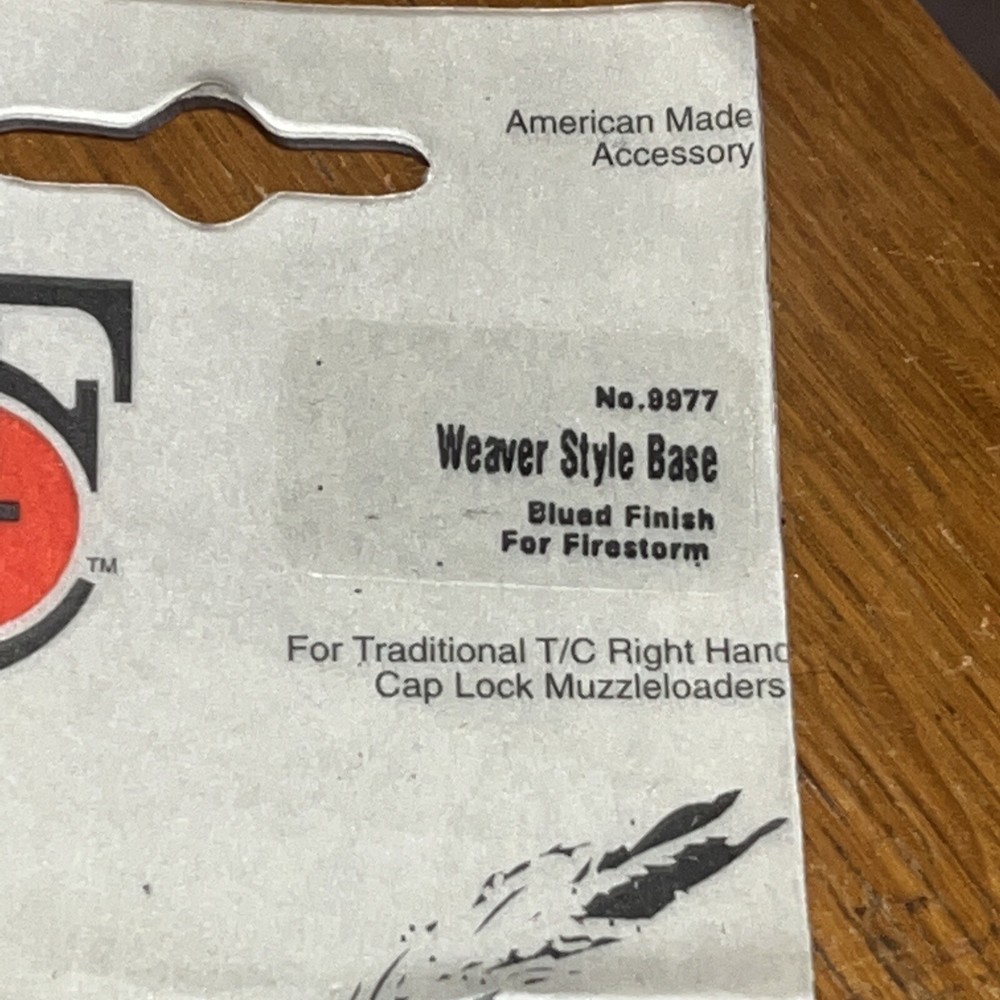 American Made
Accessory
No.9977
Weaver Style Base
Blued Finish
For Firestorm
TM
For Traditional T/C Right Hand
Cap Lock Muzzleloaders